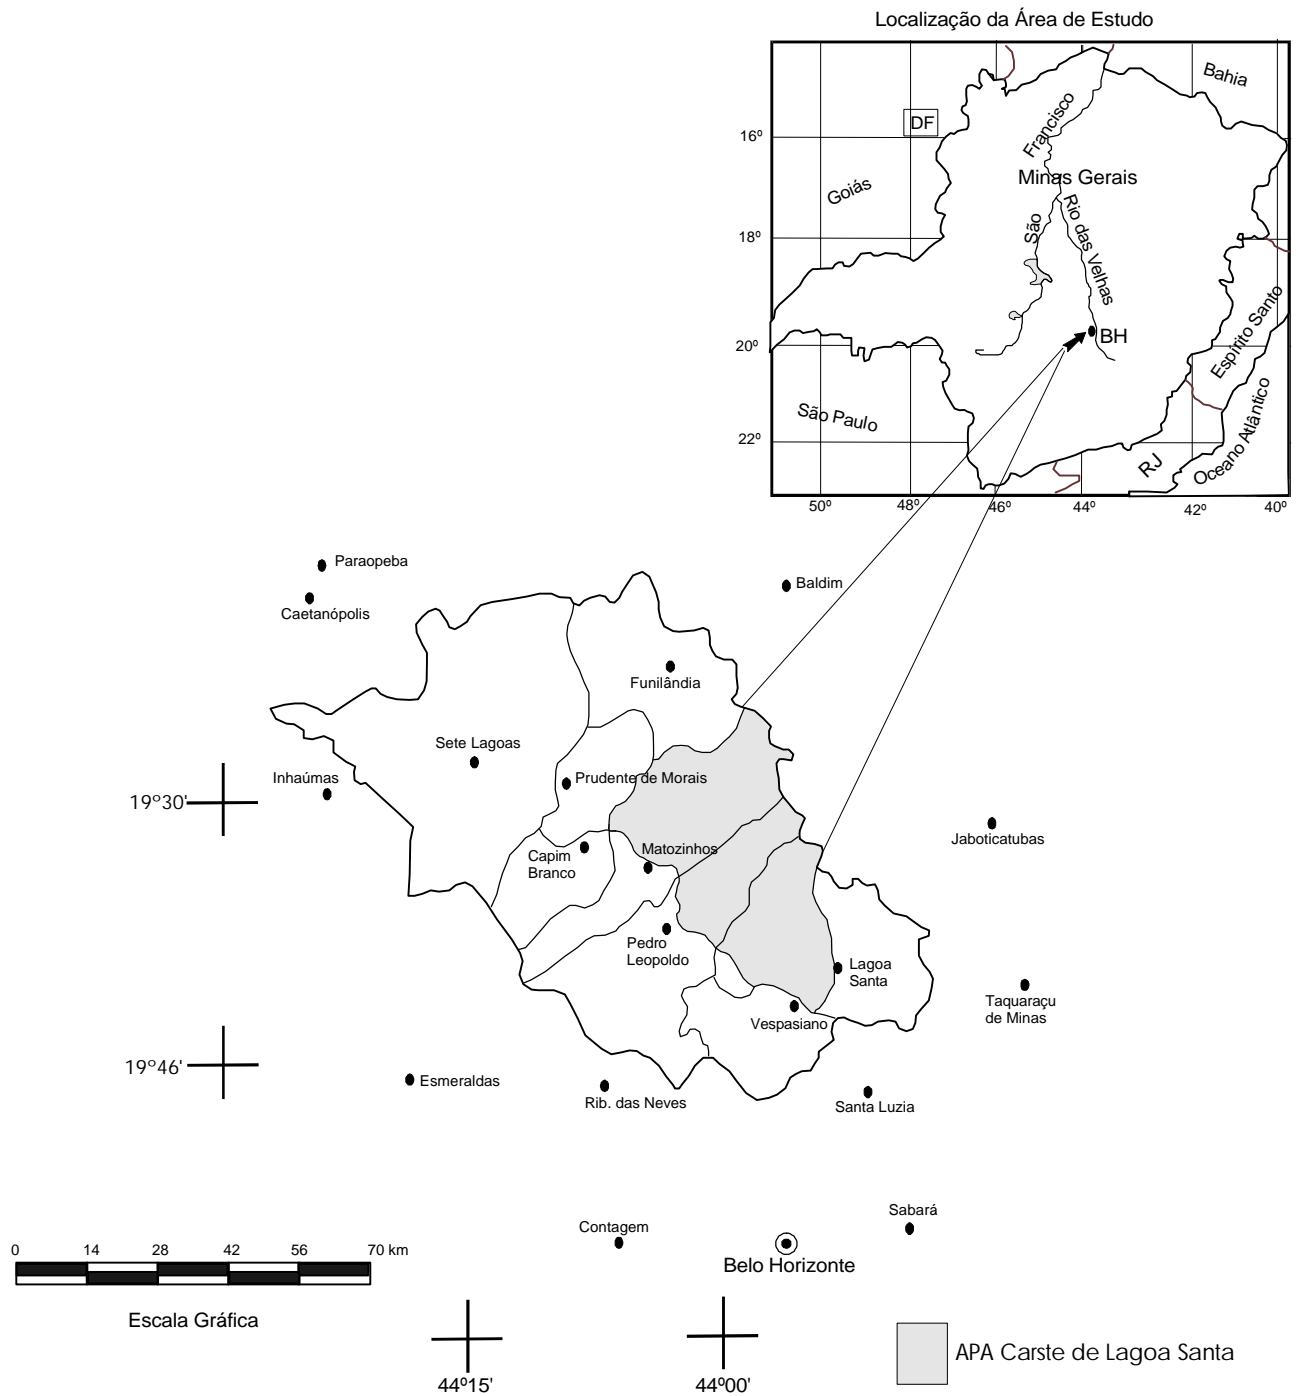 Localização da Área de Estudo
Bahia
DF
Francisco
16º
Minas Gerais
Goiás
Rio das Velhas
São
18º
Espírito Santo
BH
20º
São Paulo
Oceano Atlântico
22º
RJ
50º
48º
46º
44º
42º
40º
Paraopeba
Baldim
Caetanópolis
Funilândia
Sete Lagoas
Inhaúmas
Prudente de Morais
19º30'
Jaboticatubas
Matozinhos
Capim
Branco
Pedro
Leopoldo
Lagoa
Santa
Taquaraçu
de Minas
Vespasiano
19º46'
Esmeraldas
Rib. das Neves
Santa Luzia
Sabará
Contagem
Belo Horizonte
0 14 28 42 56 70 km
Escala Gráfica
APA Carste de Lagoa Santa
44º15'
44º00'